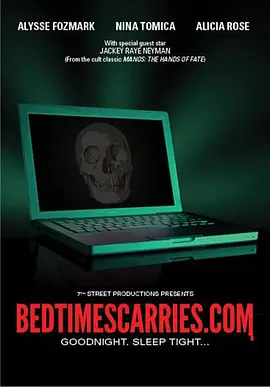 ALYSSE FOZMARK NINA TOMICA ALICIA ROSE
With special guest star
JACKEY RAYE NEYMAN
(From the cult classic MANOS: THE HANDS OF FATE)
7TH STREET PRODUCTIONS PRESENTS
BEDTIMESCARRIES.COM
GOODNIGHT. SLEEP TIGHT...